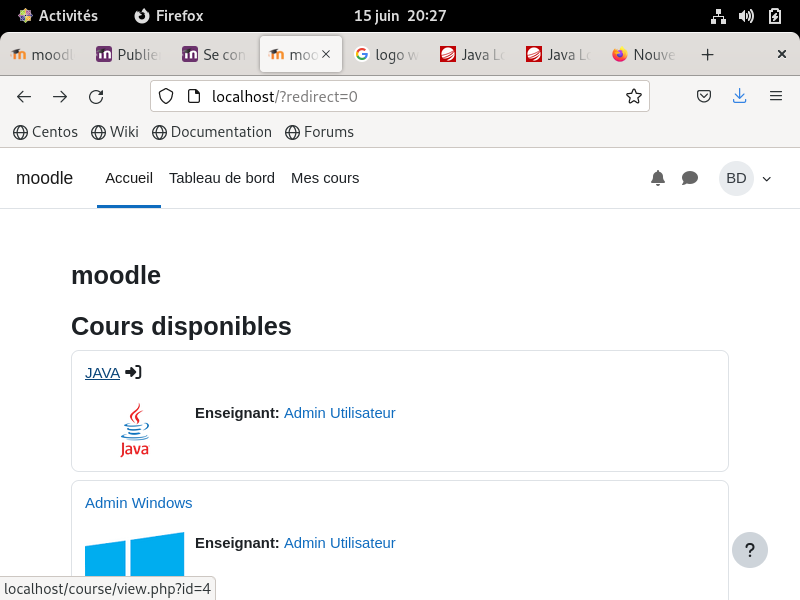 Activités Firefox 15 juin 20:27
mood Publie Se con moo logo w Java Lo Java Lo Nouve
localhost/?redirect=0
Centos Wiki Documentation Forums
moodle Accueil Tableau de bord Mes cours BD
moodle
Cours disponibles
JAVA
Enseignant: Admin Utilisateur
Java
Admin Windows
Enseignant: Admin Utilisateur
?
localhost/course/view.php?id=4